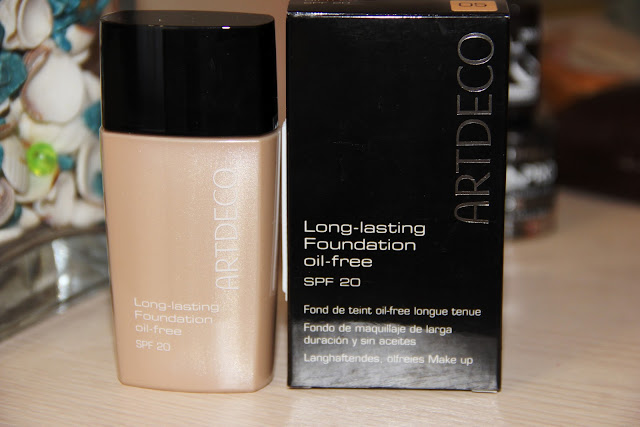 ARTDECO
Long-lasting
Foundation
oil-free
SPF 20
05
ARTDECO
Long-lasting
Foundation
oil-free
SPF 20
Fond de teint oil-free longue tenue
Fondo de maquillaje de larga
duración y sin aceites
Langhaftendes, ölfreies Make up